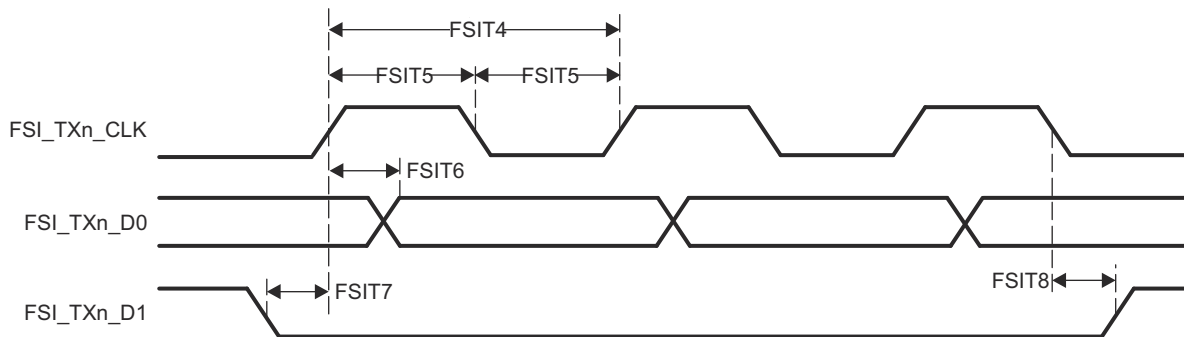 FSIT4
FSIT5 FSIT5
FSI_TXn_CLK
FSIT6
FSI_TXn_D0
FSIT7 FSIT8
FSI_TXn_D1